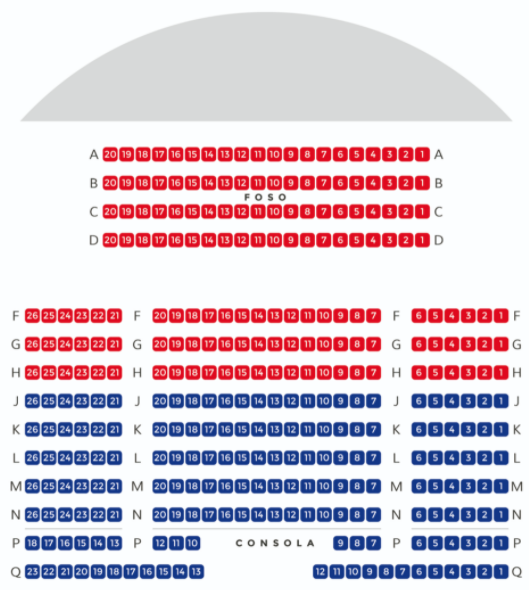 A 20 19 18 17 16 15 14 13 12 11 10 9 8 7 6 5 4 3 2 1 A
B 20 19 18 17 16 15 14 13 12 11 10 9 8 7 6 5 4 3 2 1 B
FOSO
C 20 19 18 17 16 15 14 13 12 11 10 9 8 7 6 5 4 3 2 1 C
D 20 19 18 17 16 15 14 13 12 11 10 9 8 7 6 5 4 3 2 1 D
F 26 25 24 23 22 21 F 20 19 18 17 16 15 14 13 12 11 10 9 8 7 F 6 5 4 3 2 1 F
G 26 25 24 23 22 21 G 20 19 18 17 16 15 14 13 12 11 10 9 8 7 G 6 5 4 3 2 1 G
H 26 25 24 23 22 21 H 20 19 18 17 16 15 14 13 12 11 10 9 8 7 H 6 5 4 3 2 1 H
J 26 25 24 23 22 21 J 20 19 18 17 16 15 14 13 12 11 10 9 8 7 J 6 5 4 3 2 1 J
K 26 25 24 23 22 21 K 20 19 18 17 16 15 14 13 12 11 10 9 8 7 K 6 5 4 3 2 1 K
L 26 25 24 23 22 21 L 20 19 18 17 16 15 14 13 12 11 10 9 8 7 L 6 5 4 3 2 1 L
M 26 25 24 23 22 21 M 20 19 18 17 16 15 14 13 12 11 10 9 8 7 M 6 5 4 3 2 1 M
N 26 25 24 23 22 21 N 20 19 18 17 16 15 14 13 12 11 10 9 8 7 N 6 5 4 3 2 1 N
P 18 17 16 15 14 13 P 12 11 10 CONSOLA 9 8 7 P 6 5 4 3 2 1 P
Q 23 22 21 20 19 18 17 16 15 14 13 12 11 10 9 8 7 6 5 4 3 2 1 Q